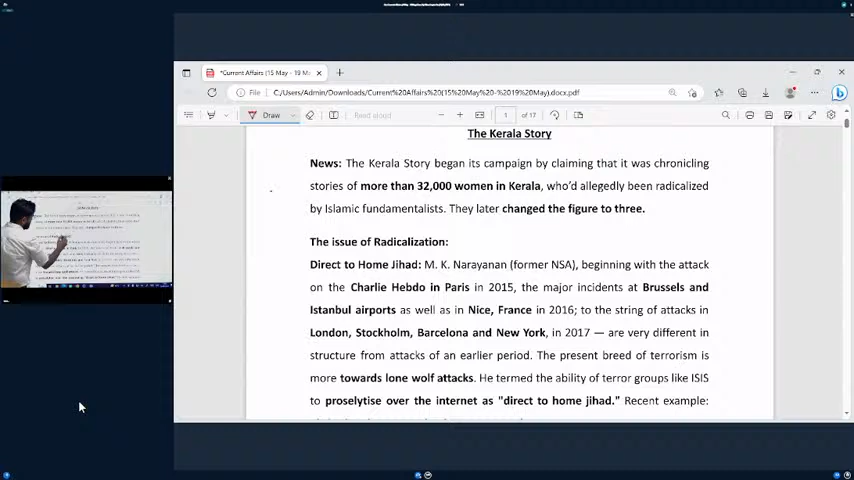 *Current Affairs (15 May - 19 M
File
C:/Users/Admin/Downloads/Current%20Affairs%20(15%20May%20-%2019%20May).docx.pdf
Draw
Read aloud
1
of 17
The Kerala Story
News: The Kerala Story began its campaign by claiming that it was chronicling
stories of more than 32,000 women in Kerala, who'd allegedly been radicalized
by Islamic fundamentalists. They later changed the figure to three.
The issue of Radicalization:
Direct to Home Jihad: M. K. Narayanan (former NSA), beginning with the attack
on the Charlie Hebdo in Paris in 2015, the major incidents at Brussels and
Istanbul airports as well as in Nice, France in 2016; to the string of attacks in
London, Stockholm, Barcelona and New York, in 2017 — are very different in
structure from attacks of an earlier period. The present breed of terrorism is
more towards lone wolf attacks. He termed the ability of terror groups like ISIS
to proselytise over the internet as "direct to home jihad." Recent example: